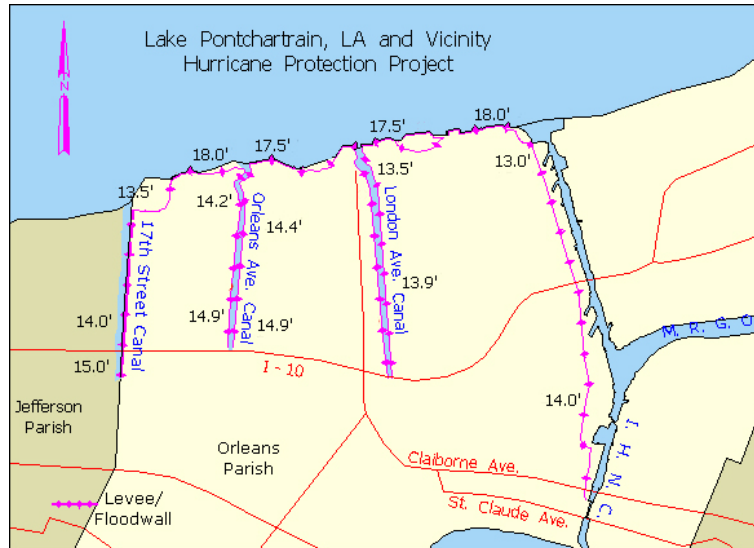 Lake Pontchartrain, LA and Vicinity
Hurricane Protection Project
N
17.5'
18.0'
17.5'
18.0'
13.5'
13.5'
13.0'
14.2'
14.4'
13.9'
14.9'
14.9'
14.0'
15.0'
14.0'
17th Street Canal
Orleans Ave. Canal
London Ave. Canal
M. R. G. O.
I - 10
I. H. N. C.
Jefferson
Parish
Orleans
Parish
Claiborne Ave.
St. Claude Ave.
Levee/
Floodwall